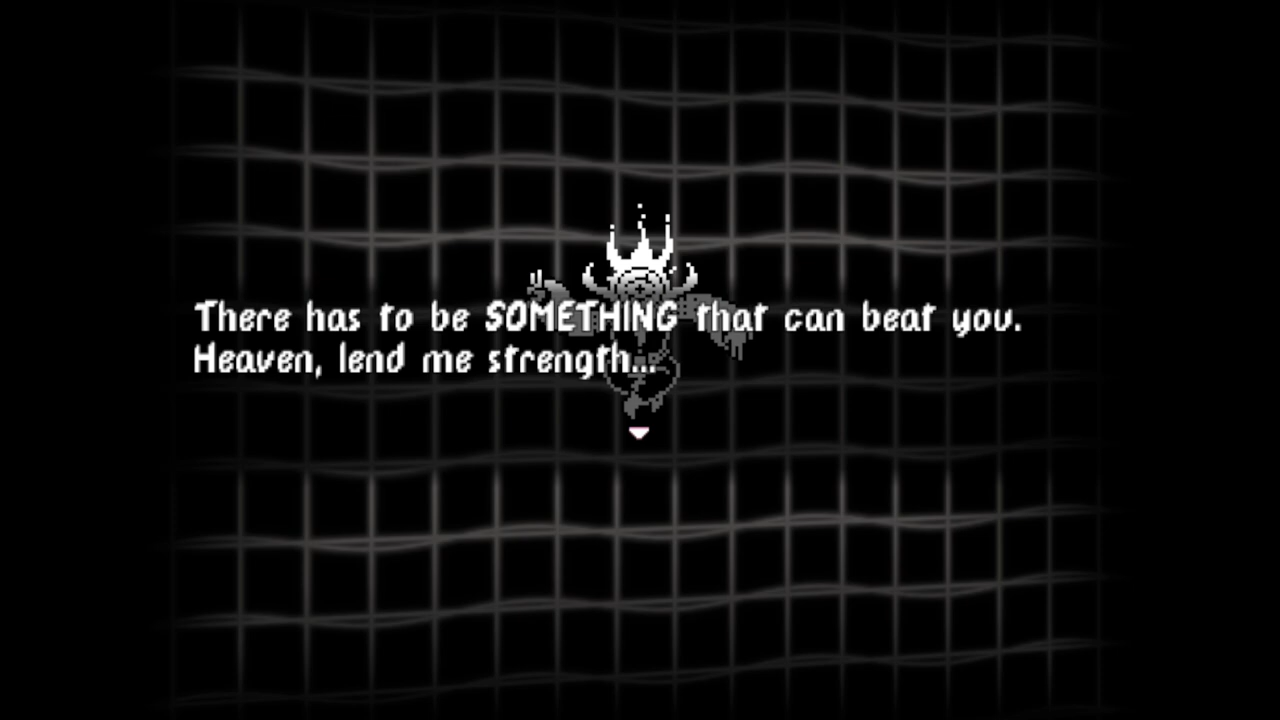 There has to be SOMETHING that can beat you.
Heaven, lend me strength...